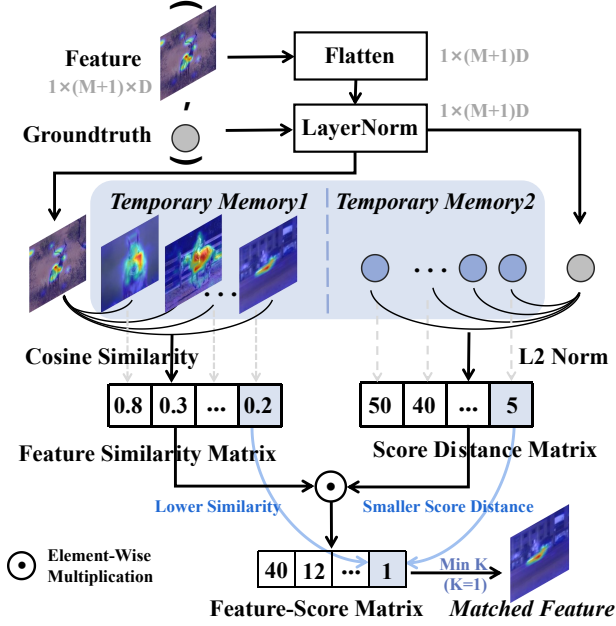 Feature
1×(M+1)×D
(
,
)
Flatten
1×(M+1)D
Groundtruth
LayerNorm
1×(M+1)D
Temporary Memory1
Temporary Memory2
...
...
Cosine Similarity
L2 Norm
0.8 0.3 ... 0.2
50 40 ... 5
Feature Similarity Matrix
Score Distance Matrix
Lower Similarity
Smaller Score Distance
Element-Wise
Multiplication
40 12 ... 1
Min K
(K=1)
Feature-Score Matrix
Matched Feature